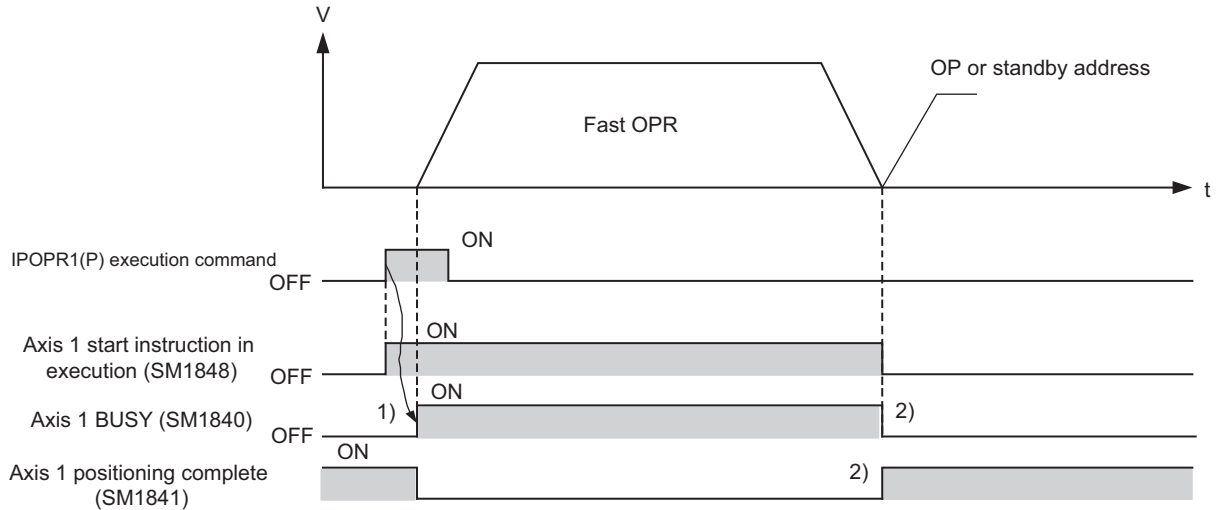 V
OP or standby address
Fast OPR
t
ON
IPOPR1(P) execution command
OFF
ON
Axis 1 start instruction in
execution (SM1848)
OFF
ON
1)
2)
Axis 1 BUSY (SM1840)
OFF
ON
Axis 1 positioning complete
(SM1841)
2)